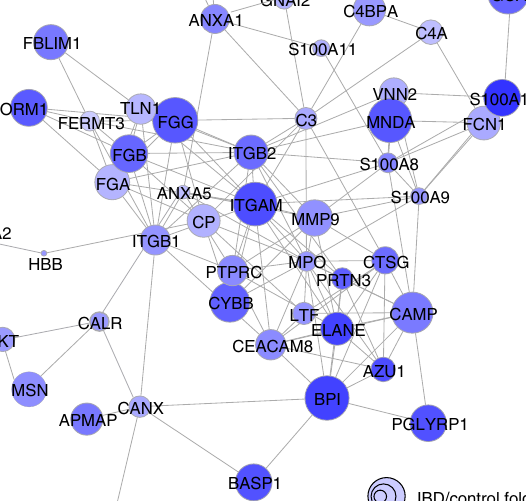 GNAI2
C4BPA
ANXA1
C4A
FBLIM1
S100A11
VNN2
S100A1
ORM1
TLN1
C3
FERMT3
FGG
MNDA
FCN1
FGB
ITGB2
S100A8
FGA
ANXA5
S100A9
ITGAM
CP
MMP9
A2
ITGB1
HBB
PTPRC
MPO
CTSG
PRTN3
CYBB
LTF
CAMP
CALR
ELANE
KT
CEACAM8
AZU1
MSN
BPI
CANX
APMAP
PGLYRP1
BASP1
IBD/control fol